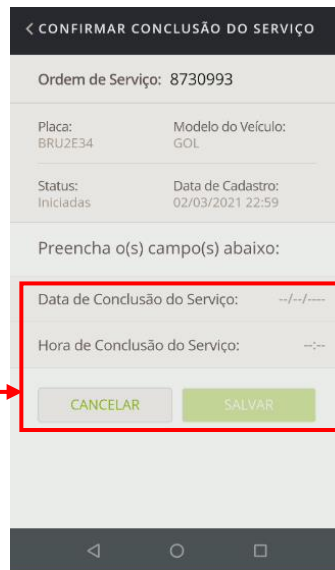 < CONFIRMAR CONCLUSÃO DO SERVIÇO
Ordem de Serviço: 8730993
Placa: Modelo do Veículo:
BRU2E34 GOL
Status: Data de Cadastro:
Iniciadas 02/03/2021 22:59
Preencha o(s) campo(s) abaixo:
Data de Conclusão do Serviço: --/--/----
Hora de Conclusão do Serviço: --:--
CANCELAR SALVAR